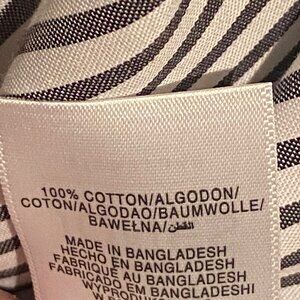 100% COTTON/ALGODON/
COTON/ALGODAO/BAUMWOLLE/
BAWEŁNA/القطن/
MADE IN BANGLADESH
HECHO EN BANGLADESH
FABRIQUÉ AU BANGLADESH
FABRICADO EM BANGLADESH/
WYPRODUKOWANO